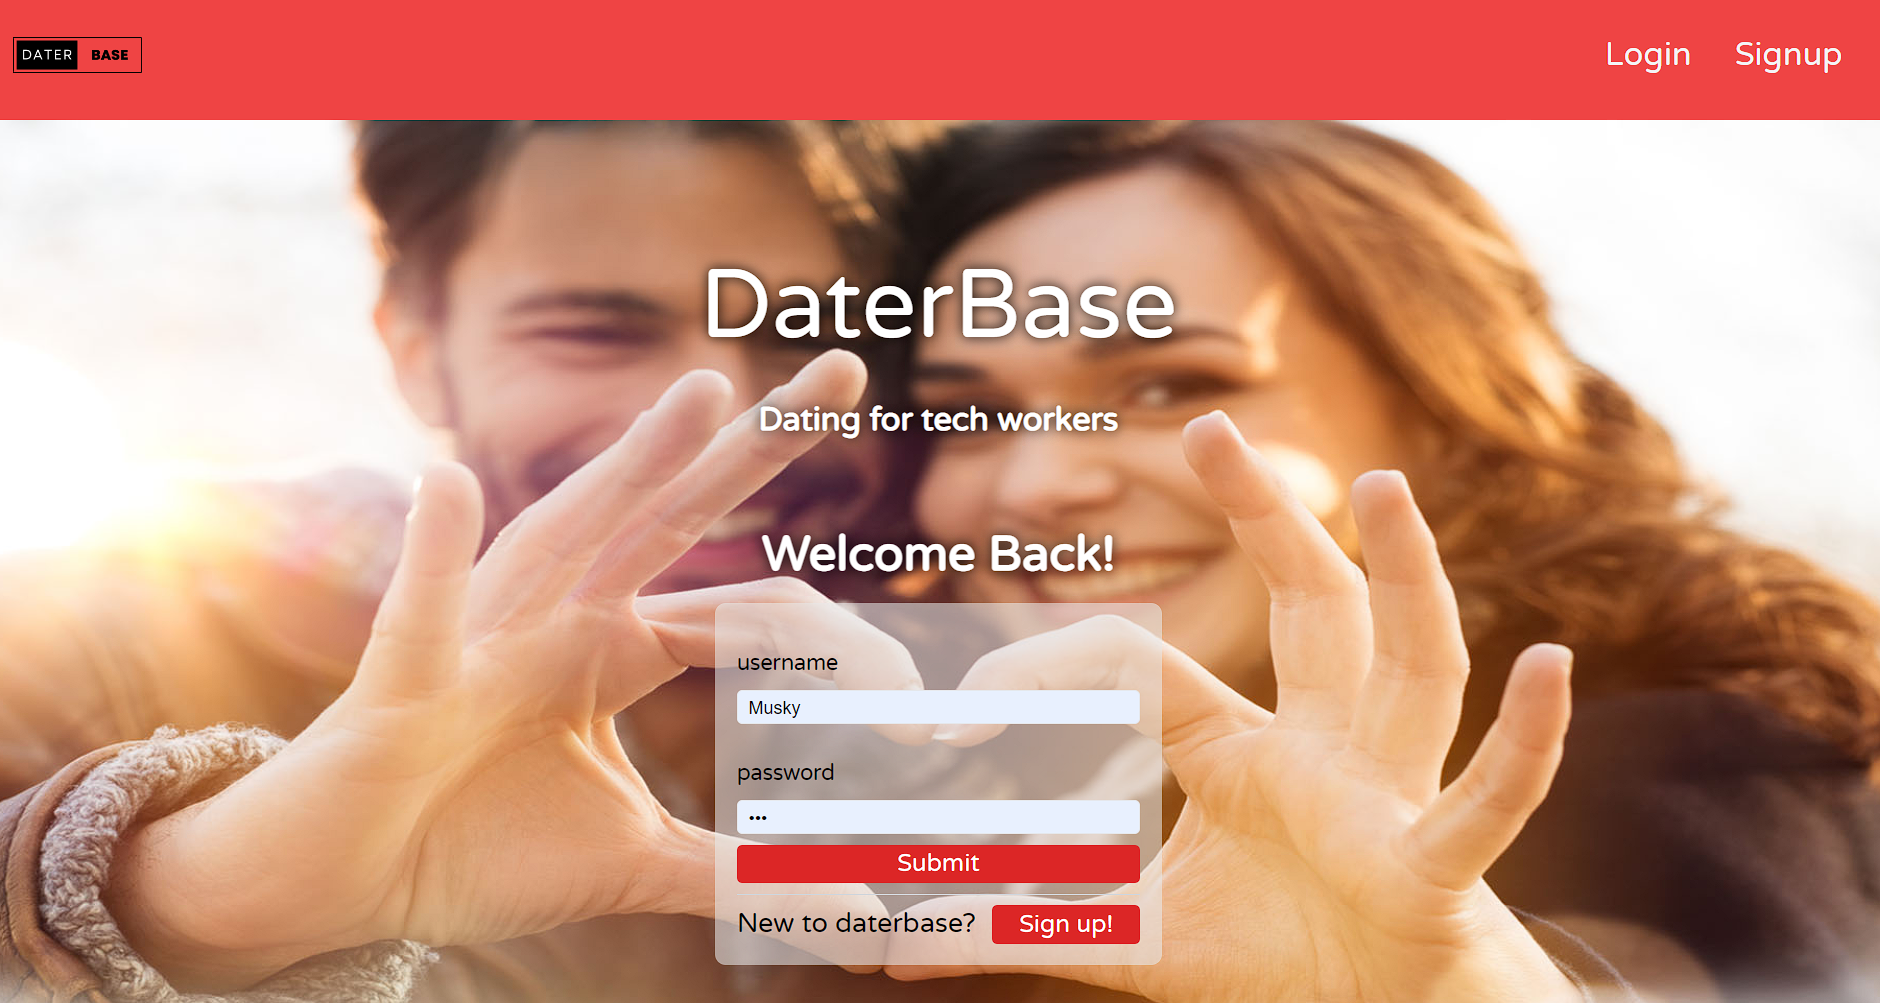 DATER BASE
Login Signup
DaterBase
Dating for tech workers
Welcome Back!
username
Musky
password
•••
Submit
New to daterbase? Sign up!